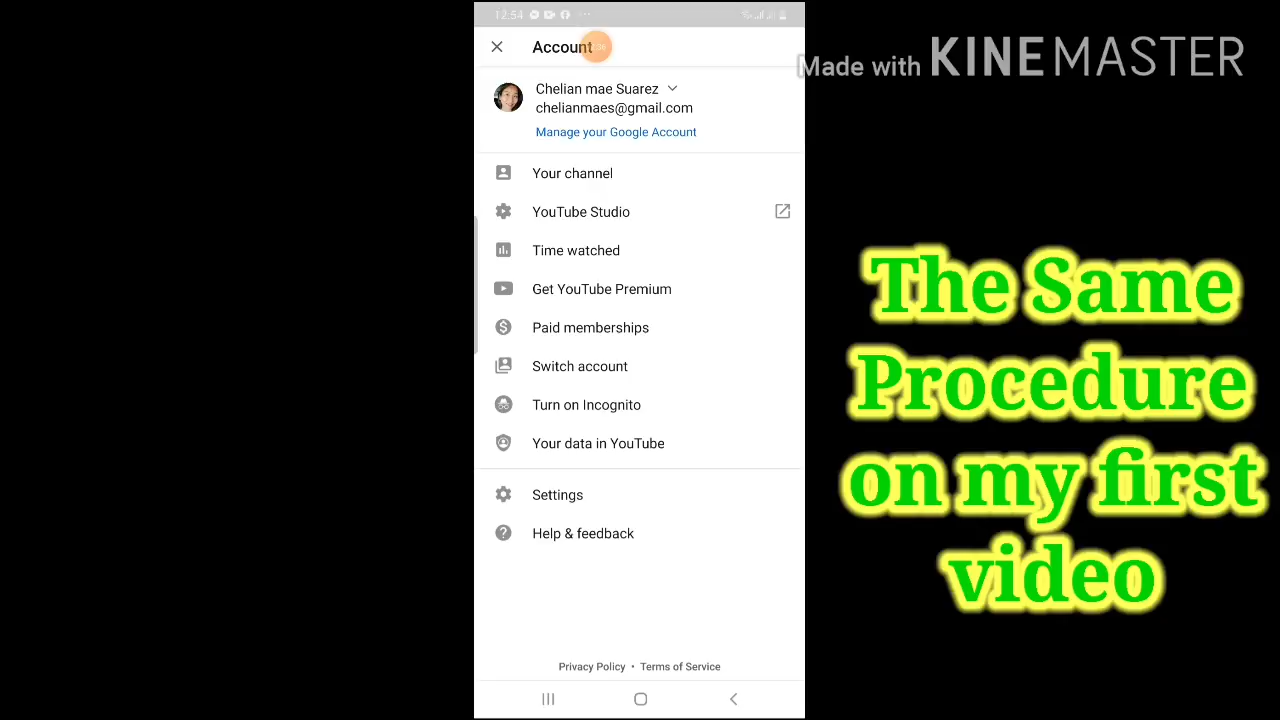 12.54
Account
Made with KINEMASTER
Chelian mae Suarez
chelianmaes@gmail.com
Manage your Google Account
Your channel
YouTube Studio
Time watched
Get YouTube Premium
Paid memberships
Switch account
Turn on Incognito
Your data in YouTube
Settings
Help & feedback
Privacy Policy • Terms of Service
The Same
Procedure
on my first
video